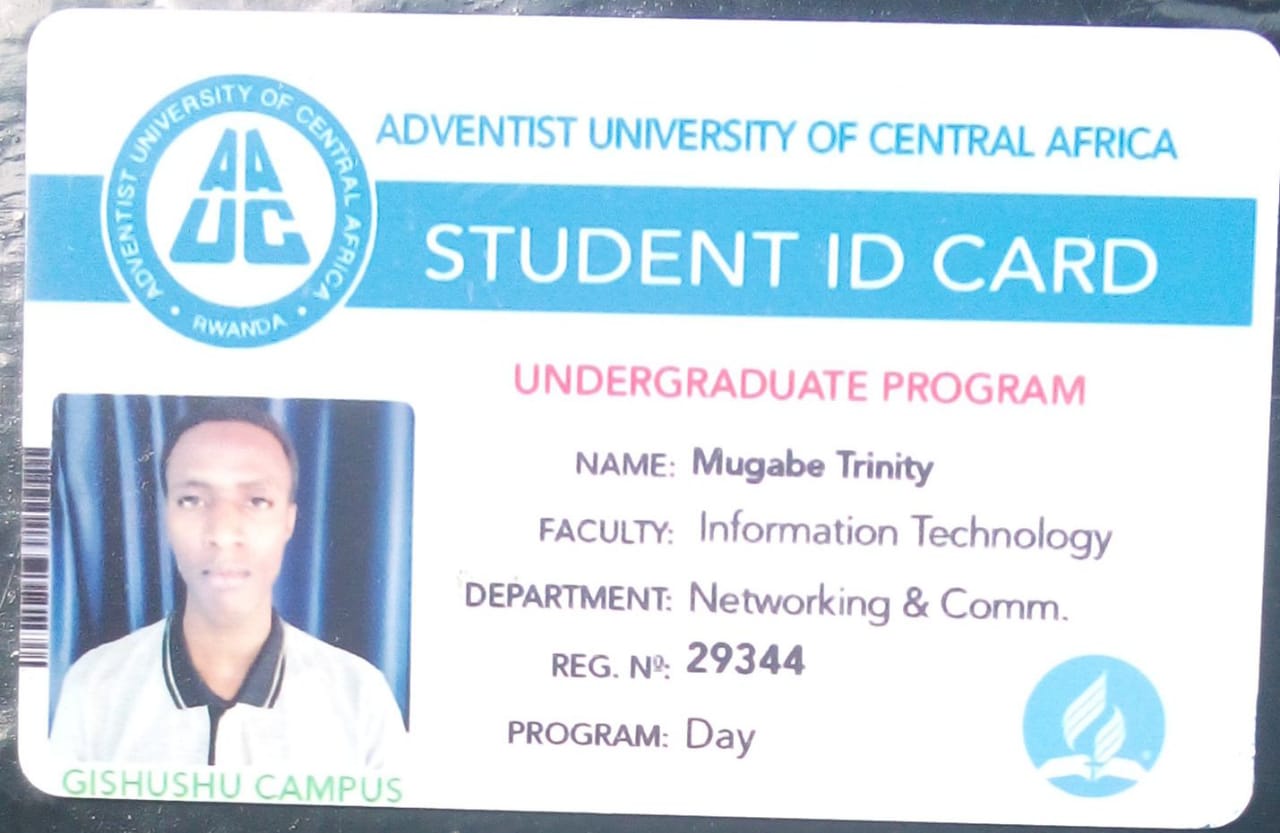 ADVENTIST UNIVERSITY OF CENTRAL AFRICA
RWANDA
AAUC
ADVENTIST UNIVERSITY OF CENTRAL AFRICA
STUDENT ID CARD
UNDERGRADUATE PROGRAM
NAME: Mugabe Trinity
FACULTY: Information Technology
DEPARTMENT: Networking & Comm.
REG. Nº: 29344
PROGRAM: Day
GISHUSHU CAMPUS